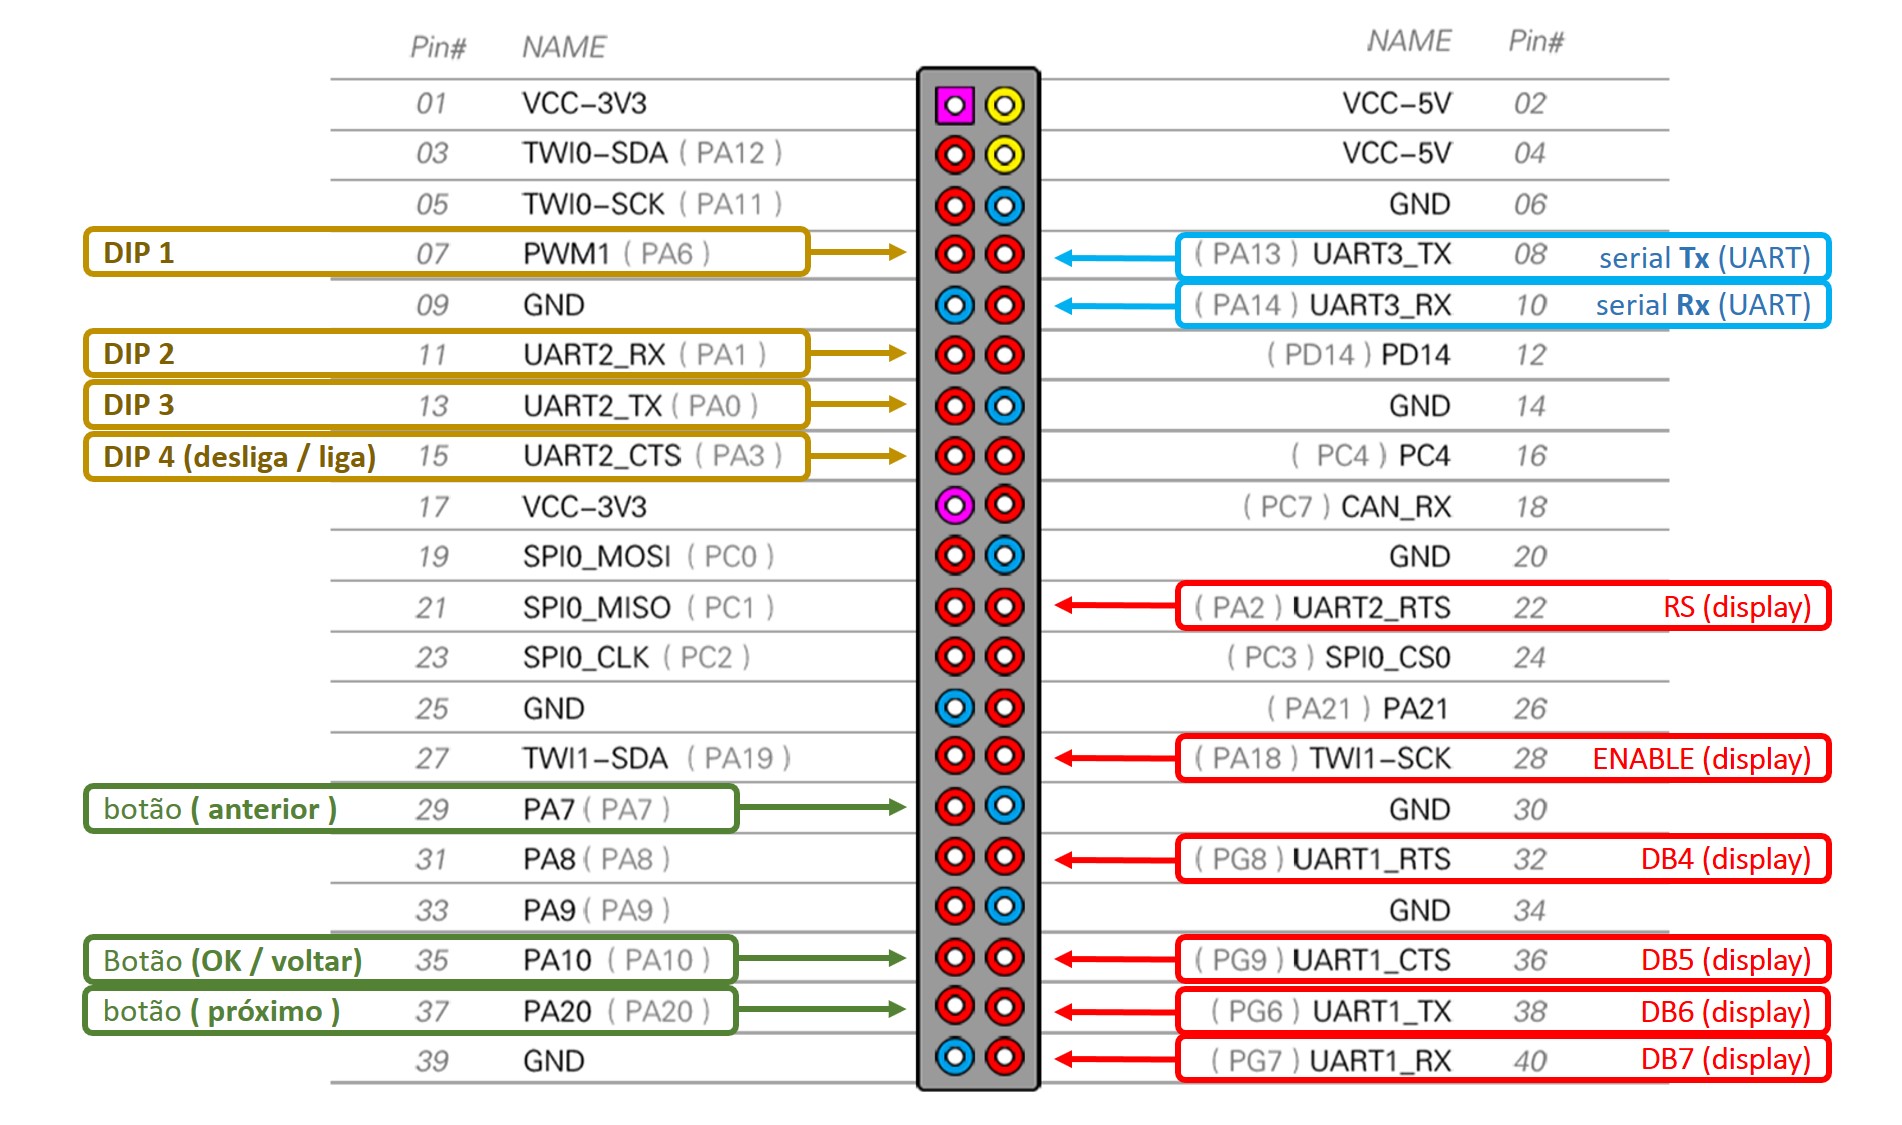 Pin# NAME NAME Pin#
01 VCC-3V3 VCC-5V 02
03 TWI0-SDA ( PA12 ) VCC-5V 04
05 TWI0-SCK ( PA11 ) GND 06
DIP 1 07 PWM1 ( PA6 ) ( PA13 ) UART3_TX 08 serial Tx (UART)
09 GND ( PA14 ) UART3_RX 10 serial Rx (UART)
DIP 2 11 UART2_RX ( PA1 ) ( PD14 ) PD14 12
DIP 3 13 UART2_TX ( PA0 ) GND 14
DIP 4 (desliga / liga) 15 UART2_CTS ( PA3 ) ( PC4 ) PC4 16
17 VCC-3V3 ( PC7 ) CAN_RX 18
19 SPI0_MOSI ( PC0 ) GND 20
21 SPI0_MISO ( PC1 ) ( PA2 ) UART2_RTS 22 RS (display)
23 SPI0_CLK ( PC2 ) ( PC3 ) SPI0_CS0 24
25 GND ( PA21 ) PA21 26
27 TWI1-SDA ( PA19 ) ( PA18 ) TWI1-SCK 28 ENABLE (display)
botão ( anterior ) 29 PA7 ( PA7 ) GND 30
31 PA8 ( PA8 ) ( PG8 ) UART1_RTS 32 DB4 (display)
33 PA9 ( PA9 ) GND 34
Botão (OK / voltar) 35 PA10 ( PA10 ) ( PG9 ) UART1_CTS 36 DB5 (display)
botão ( próximo ) 37 PA20 ( PA20 ) ( PG6 ) UART1_TX 38 DB6 (display)
39 GND ( PG7 ) UART1_RX 40 DB7 (display)